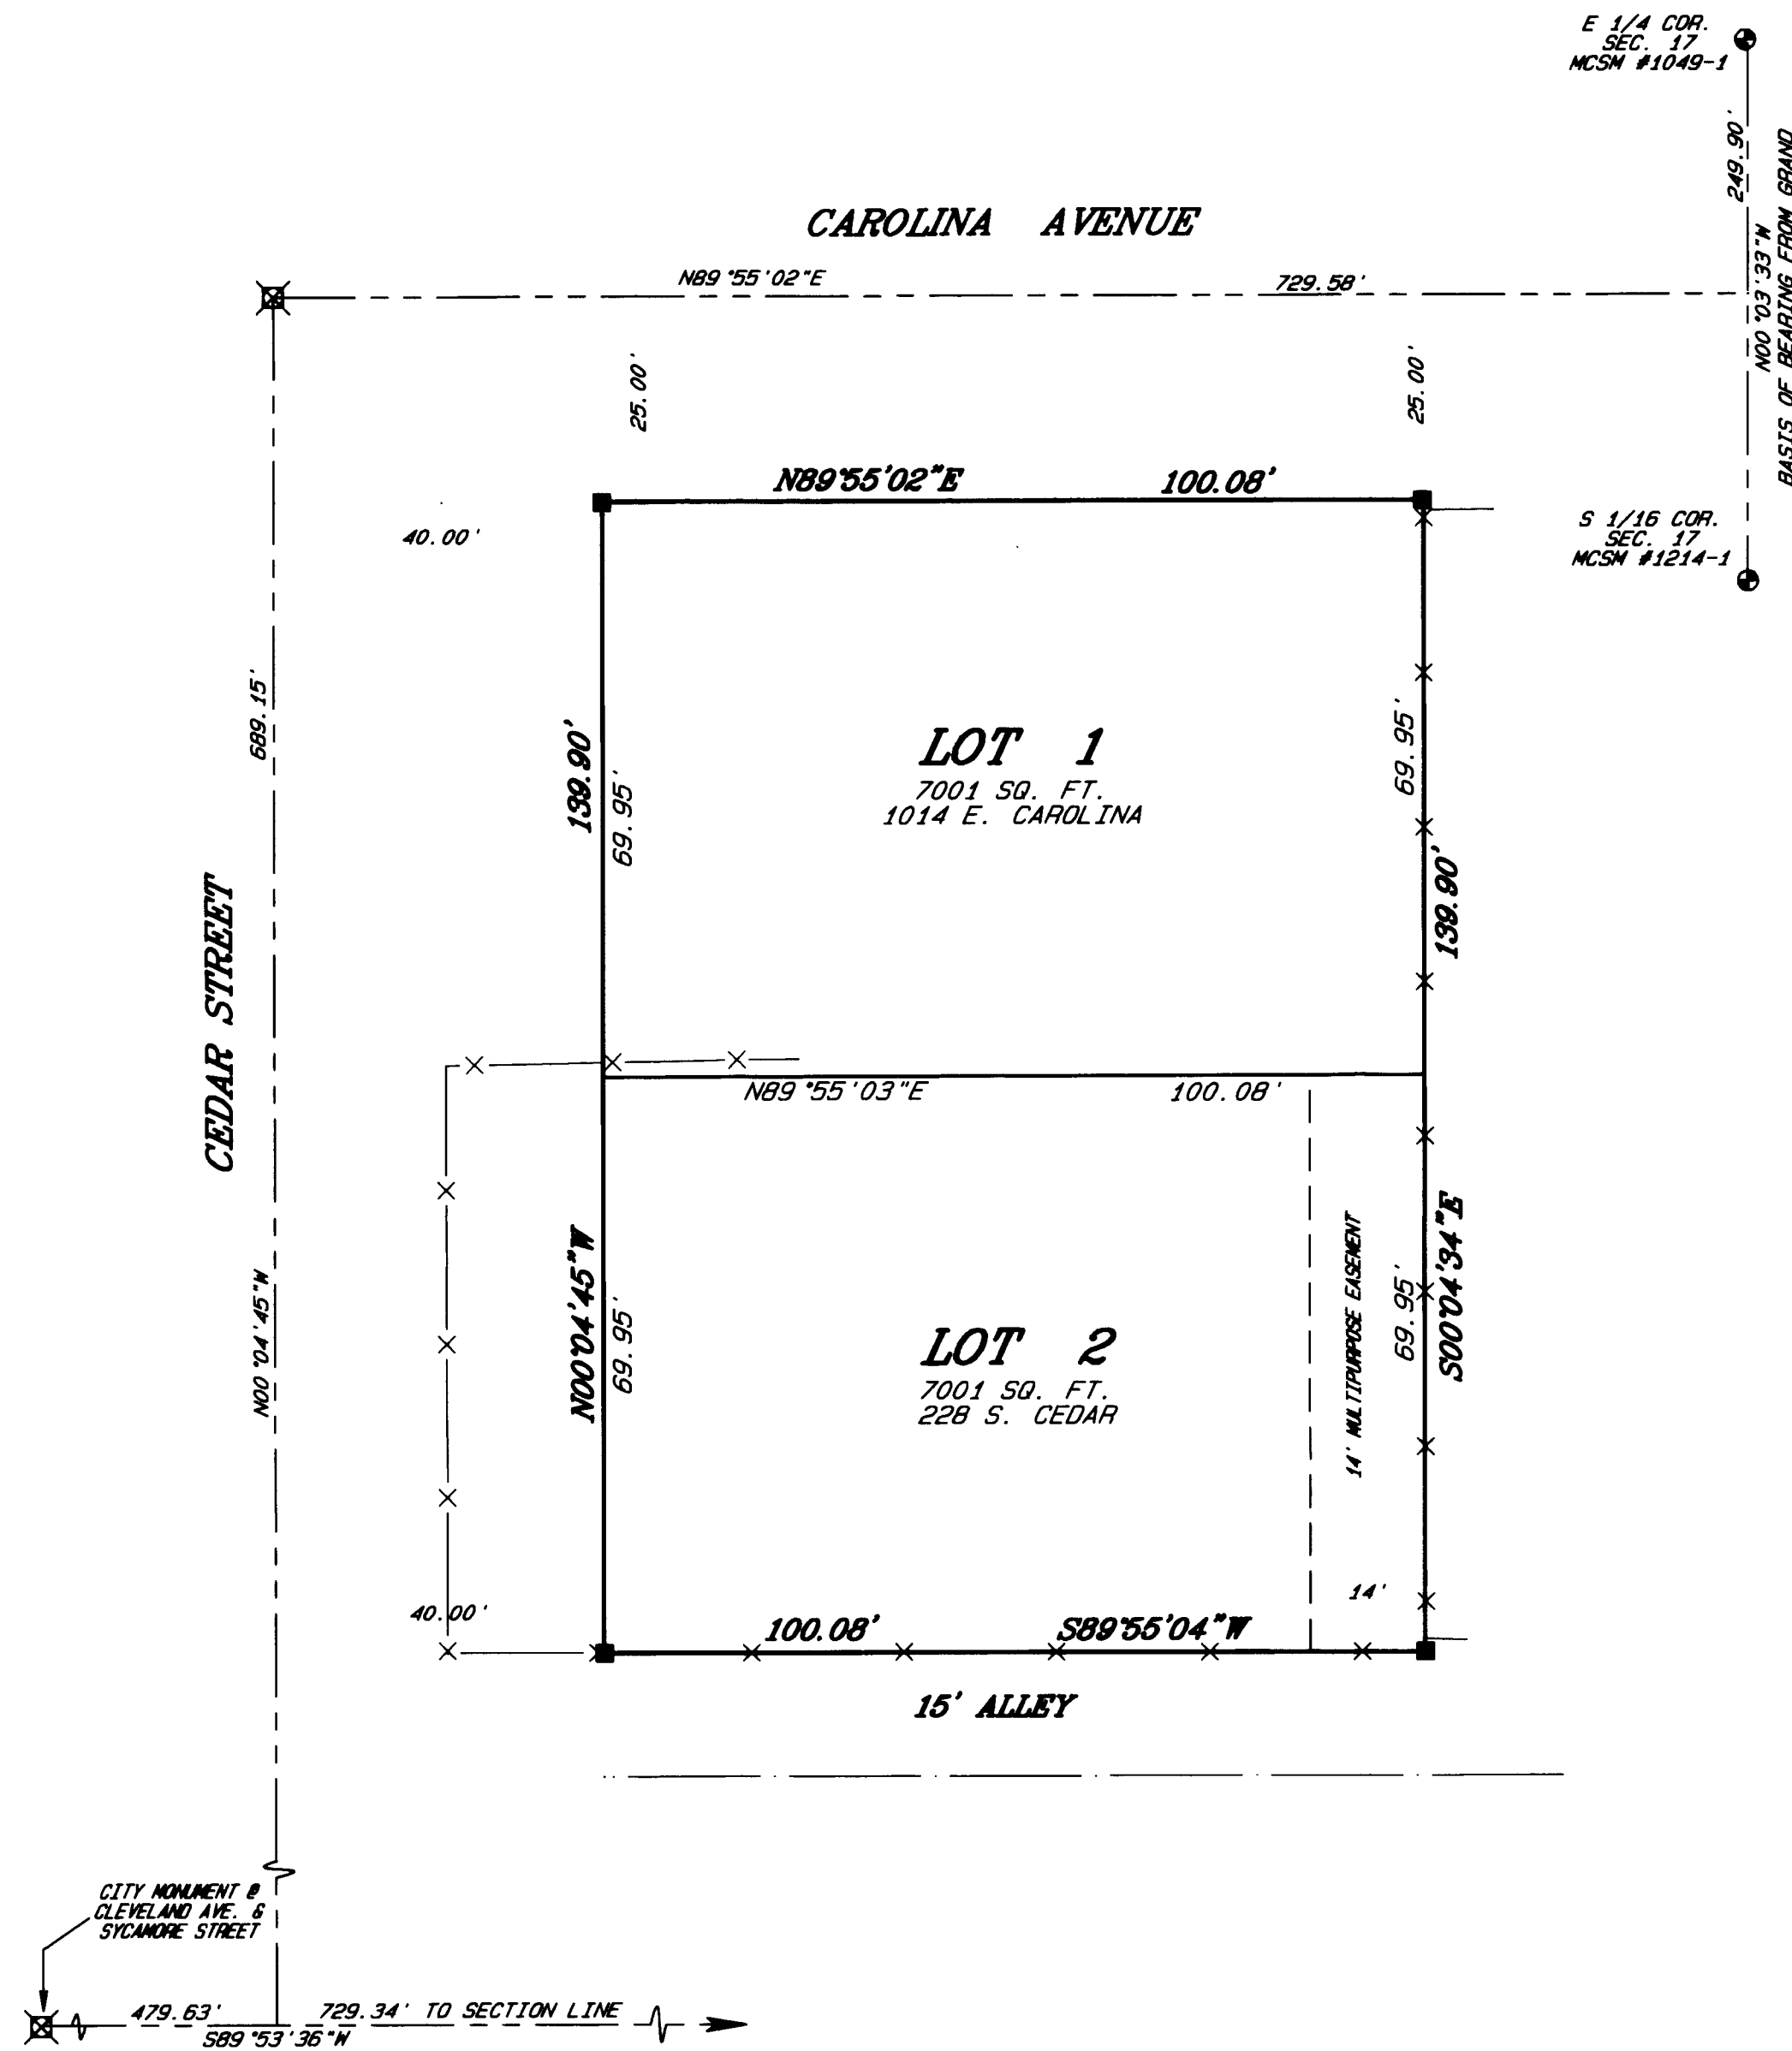 E 1/4 COR.
SEC. 17
MCSM #1049-1
249.90'
N00°03'33"W
BASIS OF BEARING FROM GRAND
CAROLINA AVENUE
N89°55'02"E
729.58'
25.00'
25.00'
N89°55'02"E
100.08'
40.00'
S 1/16 COR.
SEC. 17
MCSM #1214-1
689.15'
139.90'
69.95'
LOT 1
7001 SQ. FT.
1014 E. CAROLINA
69.95'
139.90'
CEDAR STREET
N89°55'03"E
100.08'
N00°04'45"W
N00°04'45"W
69.95'
LOT 2
7001 SQ. FT.
228 S. CEDAR
14' MULTIPURPOSE EASEMENT
69.95'
S00°04'34"E
14'
40.00'
100.08'
S89°55'04"W
15' ALLEY
CITY MONUMENT @
CLEVELAND AVE. &
SYCAMORE STREET
479.63'
729.34' TO SECTION LINE
S89°53'36"W